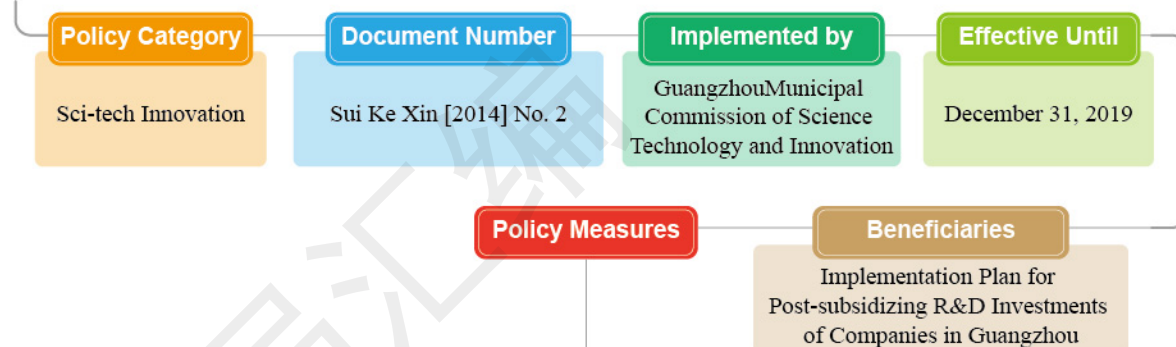 Policy Category
Document Number
Implemented by
Effective Until
Sci-tech Innovation
Sui Ke Xin [2014] No. 2
GuangzhouMunicipal
Commission of Science
Technology and Innovation
December 31, 2019
Policy Measures
Beneficiaries
Implementation Plan for
Post-subsidizing R&D Investments
of Companies in Guangzhou
汇编